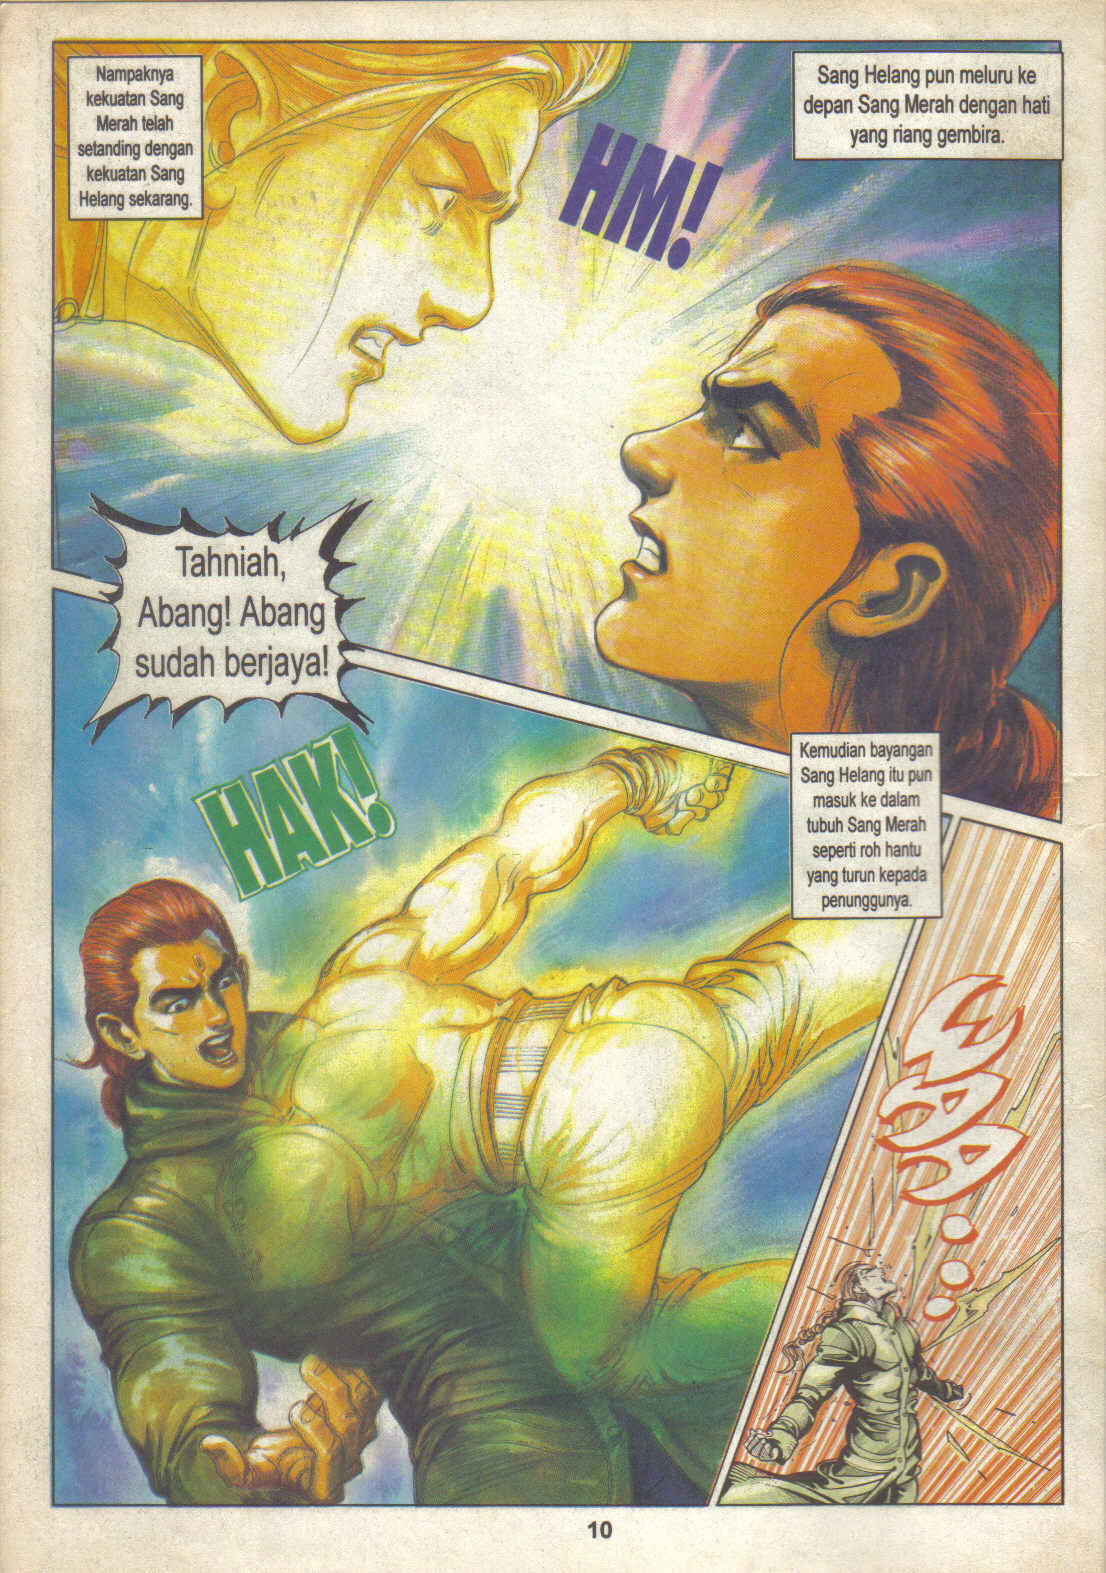 Nampaknya
kekuatan Sang
Merah telah
setanding dengan
kekuatan Sang
Helang sekarang.
Sang Helang pun meluru ke
depan Sang Merah dengan hati
yang riang gembira.
HM!
Tahniah,
Abang! Abang
sudah berjaya!
HAK!
Kemudian bayangan
Sang Helang itu pun
masuk ke dalam
tubuh Sang Merah
seperti roh hantu
yang turun kepada
penunggunya.
10